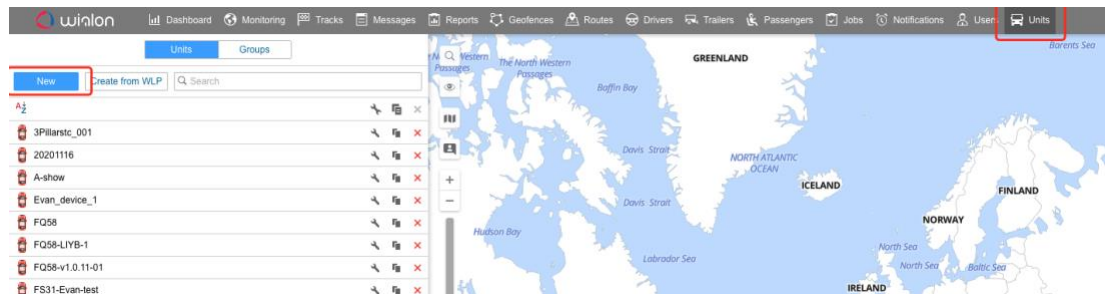 wialon Dashboard Monitoring Tracks Messages Reports Geofences Routes Drivers Trailers Passengers Jobs Notifications Users Units
Units Groups
New Create from WLP Search
3Pillarstc_001
20201116
A-show
Evan_device_1
FQ58
FQ58-LIYB-1
FQ58-v1.0.11-01
FS31-Evan-test
The North Western
Passages
GREENLAND
Barents Sea
Baffin Bay
Davis Strait
NORTH ATLANTIC
OCEAN
ICELAND
FINLAND
Davis Strait
NORWAY
Hudson Bay
North Sea
Labrador Sea
North Sea
Baltic Sea
IRELAND